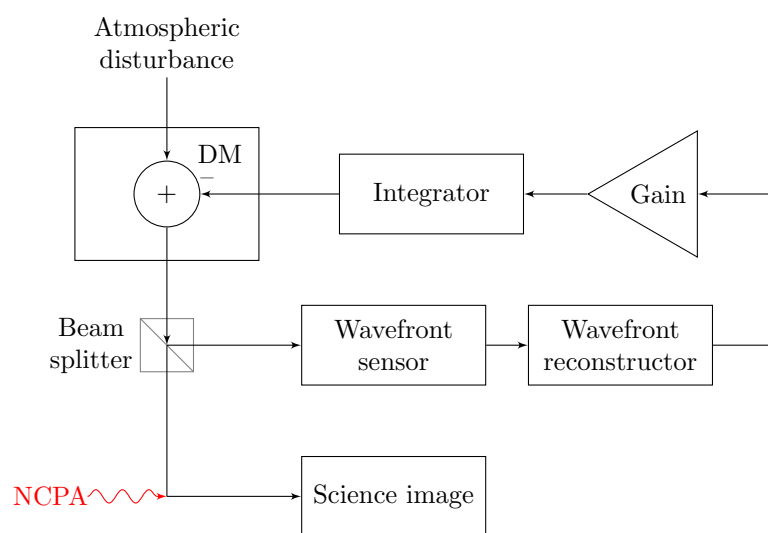 Atmospheric
disturbance
DM
−
+
Integrator
Gain
Beam
splitter
Wavefront
sensor
Wavefront
reconstructor
NCPA
Science image